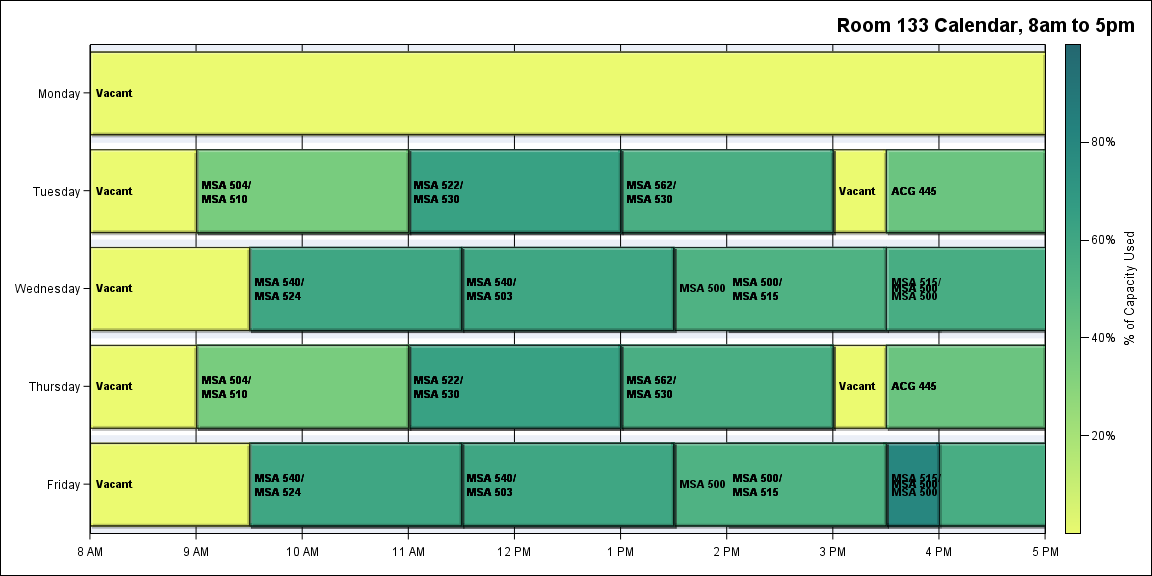 Room 133 Calendar, 8am to 5pm
Monday
Vacant
Tuesday
Vacant
MSA 504/
MSA 510
MSA 522/
MSA 530
MSA 562/
MSA 530
Vacant
ACG 445
Wednesday
Vacant
MSA 540/
MSA 524
MSA 540/
MSA 503
MSA 500
MSA 500/
MSA 515
MSA 515/
MSA 500
MSA 500
Thursday
Vacant
MSA 504/
MSA 510
MSA 522/
MSA 530
MSA 562/
MSA 530
Vacant
ACG 445
Friday
Vacant
MSA 540/
MSA 524
MSA 540/
MSA 503
MSA 500
MSA 500/
MSA 515
MSA 515/
MSA 500
MSA 500
8 AM
9 AM
10 AM
11 AM
12 PM
1 PM
2 PM
3 PM
4 PM
5 PM
80%
60%
40%
20%
% of Capacity Used